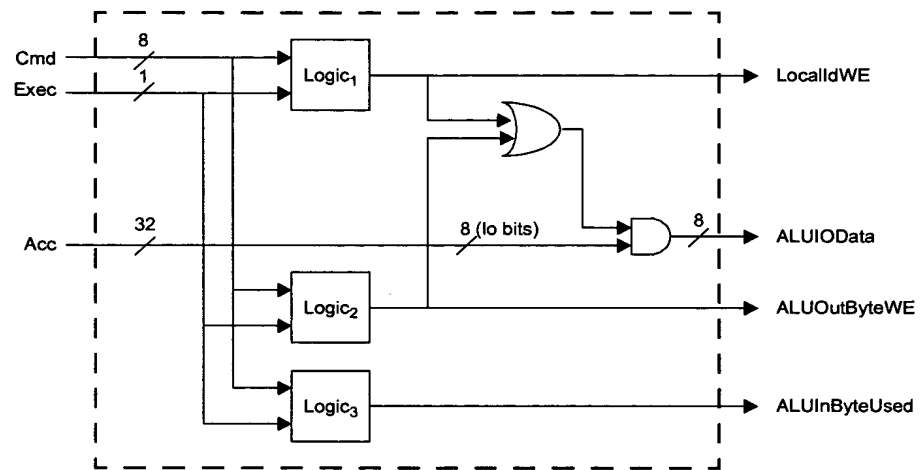 Cmd
8
Exec
1
Logic₁
LocalIdWE
Acc
32
8 (lo bits)
8
ALUIOData
Logic₂
ALUOutByteWE
Logic₃
ALUInByteUsed